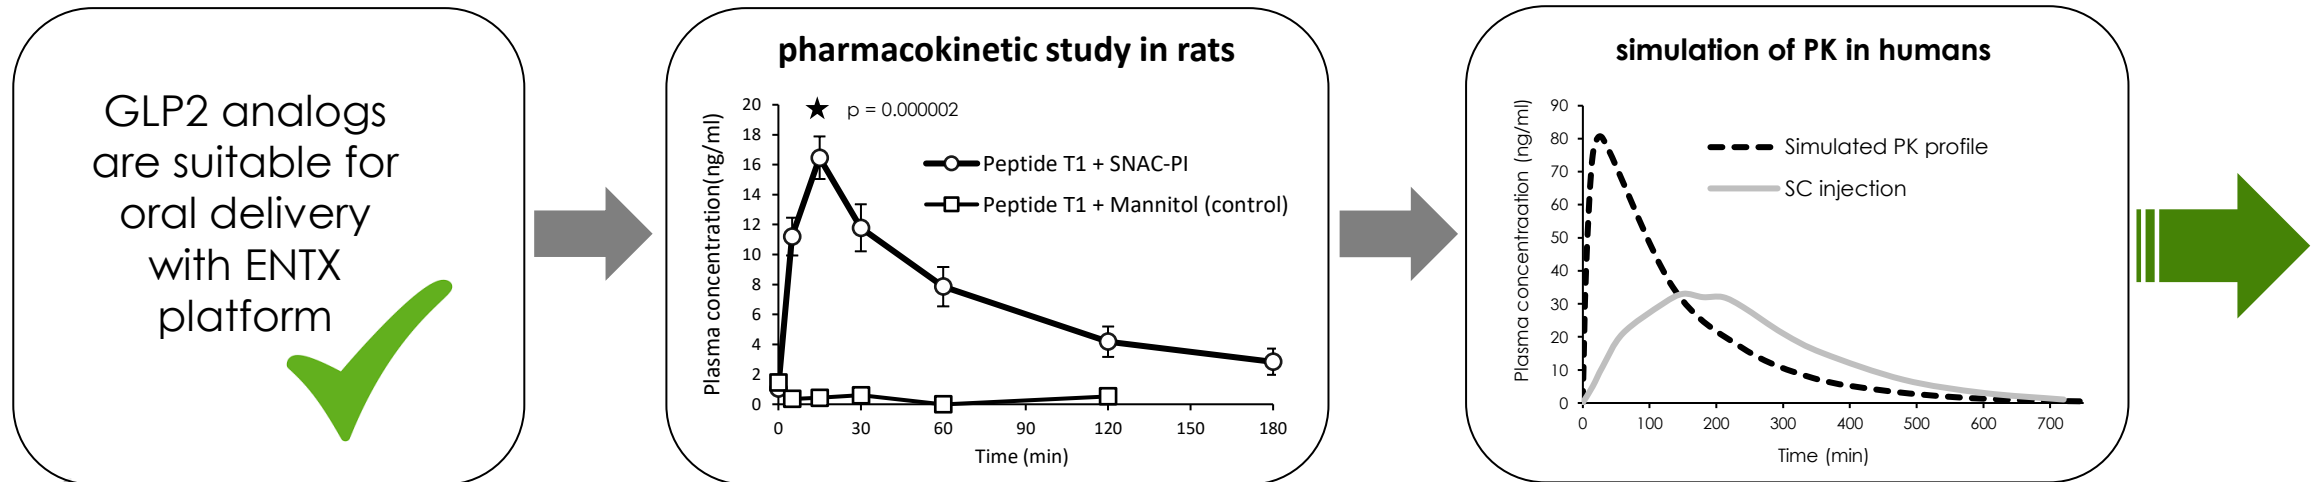 GLP2 analogs
are suitable for
oral delivery
with ENTX
platform
pharmacokinetic study in rats
p = 0.000002
Peptide T1 + SNAC-PI
Peptide T1 + Mannitol (control)
Plasma concentration(ng/ml)
20
18
16
14
12
10
8
6
4
2
0
0 30 60 90 120 150 180
Time (min)
simulation of PK in humans
Simulated PK profile
SC injection
Plasma concentraation (ng/ml)
90
80
70
60
50
40
30
20
10
0
0 100 200 300 400 500 600 700
Time (min)